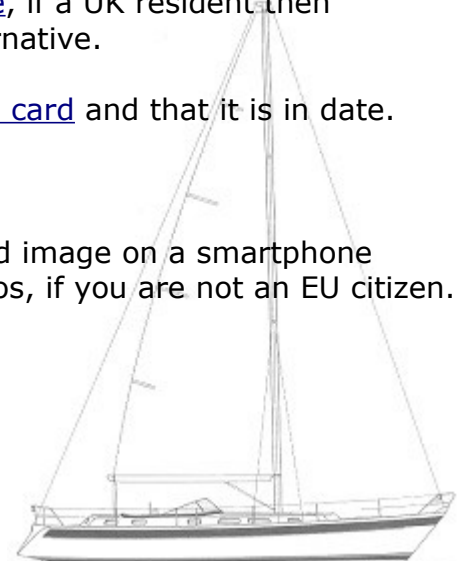 , if a UK resident then
rnative.
card and that it is in date.
d image on a smartphone
os, if you are not an EU citizen.